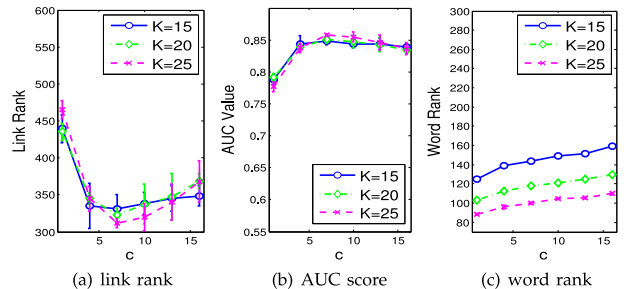 600
550
500
450
400
350
300
250
Link Rank
K=15
K=20
K=25
5
10
15
c
(a) link rank
0.9
0.85
0.8
0.75
0.7
0.65
0.6
0.55
AUC Value
K=15
K=20
K=25
5
10
15
c
(b) AUC score
300
280
260
240
220
200
180
160
140
120
100
80
Word Rank
K=15
K=20
K=25
5
10
15
c
(c) word rank